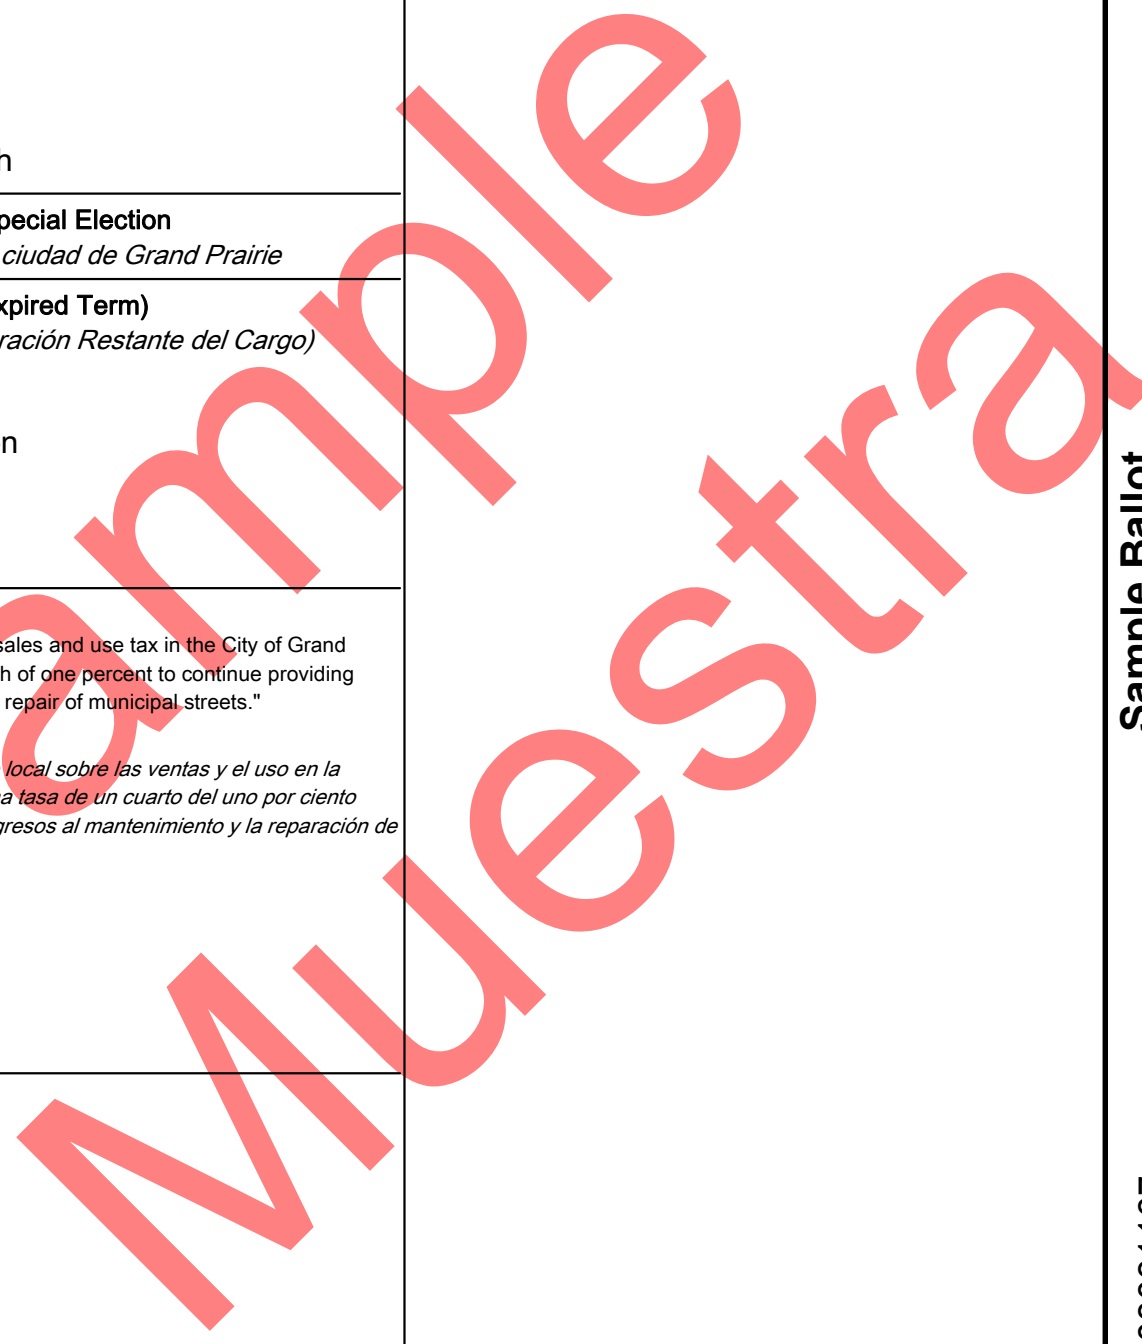 h
pecial Election
ciudad de Grand Prairie
xpired Term)
ración Restante del Cargo)
n
sales and use tax in the City of Grand
h of one percent to continue providing
repair of municipal streets."
local sobre las ventas y el uso en la
a tasa de un cuarto del uno por ciento
gresos al mantenimiento y la reparación de
ample
Muestra
Sample Ballot